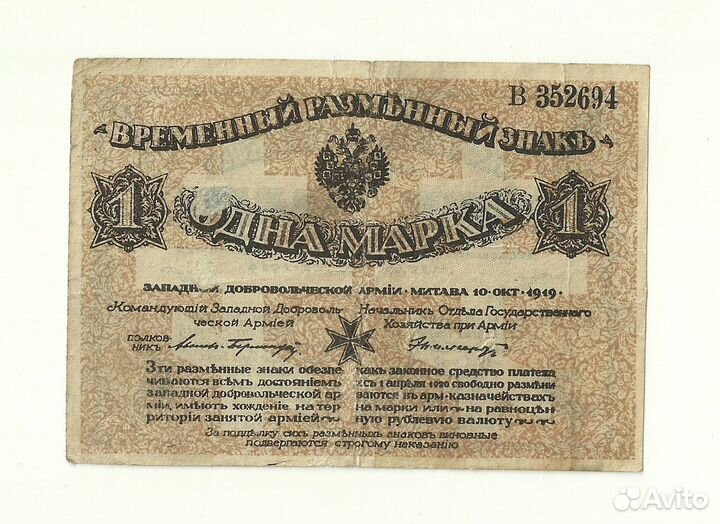 В 352694
ВРЕМЕННЫЙ РАЗМѢННЫЙ ЗНАКЪ
1 ОДНА МАРКА 1
ЗАПАДНОЙ ДОБРОВОЛЬЧЕСКОЙ АРМІИ · МИТАВА 10 · ОКТ · 1919 ·
Командующій Западной Доброволь
ческой Арміей
полков
никъ
Начальникъ Отдѣла Государственнаго
Хозяйства при Арміи
Эти размѣнные знаки обезпе
чиваются всѣмъ достояніемъ
западной добровольческой ар
міи, имѣютъ хожденіе на тер
риторіи занятой арміей
какъ законное средство платежа
съ 1 апрѣля 1920 свободно размѣни
ваются въ арм · казначействахъ
на марки или на равноцѣн
ную рублевую валюту
За поддѣлку сихъ размѣнныхъ знаковъ виновные
подвергаются строгому наказанію
Avito